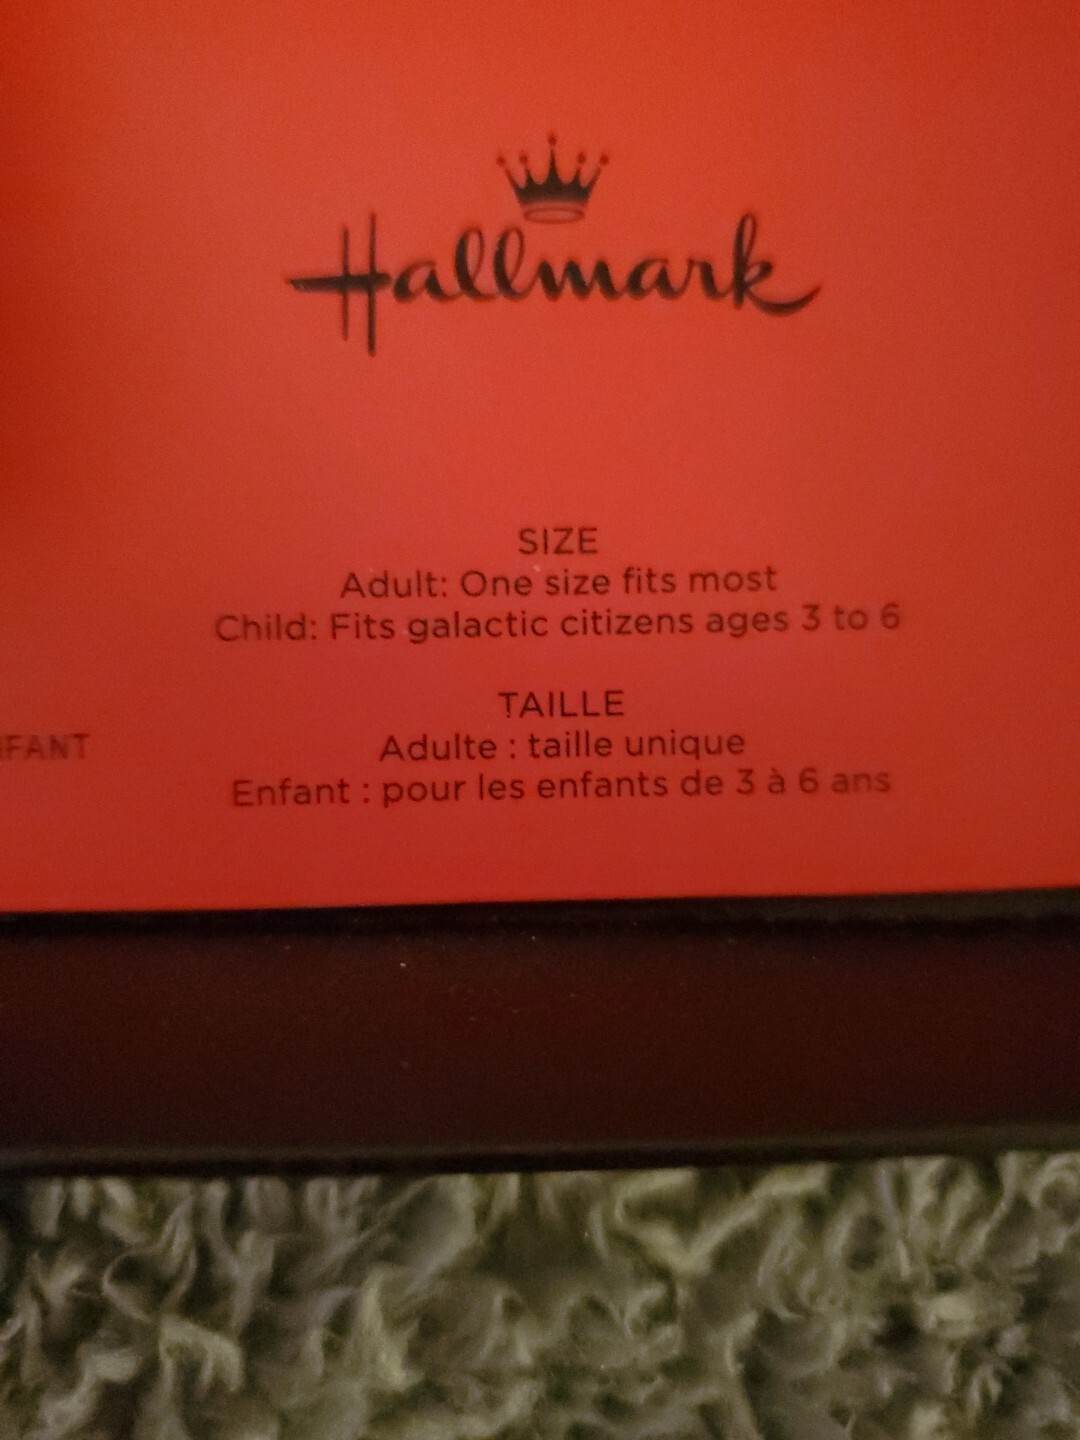 Hallmark
SIZE
Adult: One size fits most
Child: Fits galactic citizens ages 3 to 6
TAILLE
Adulte : taille unique
Enfant : pour les enfants de 3 à 6 ans